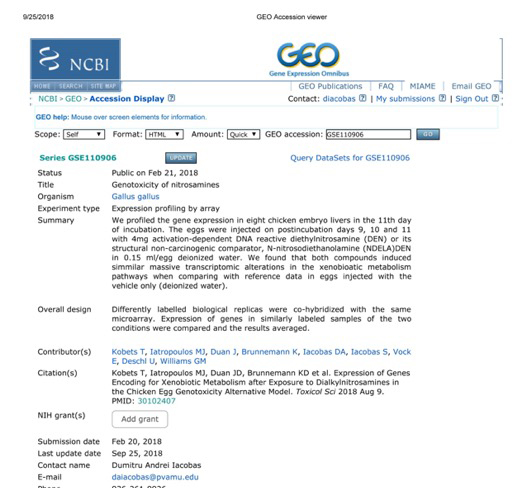 9/25/2018 GEO Accession viewer
NCBI
GEO
Gene Expression Omnibus
HOME SEARCH SITE MAP GEO Publications FAQ MIAME Email GEO
NCBI > GEO > Accession Display Contact: diacobas | My submissions | Sign Out
GEO help: Mouse over screen elements for information.
Scope: Self Format: HTML Amount: Quick GEO accession: GSE110906 GO
Series GSE110906 UPDATE Query DataSets for GSE110906
Status Public on Feb 21, 2018
Title Genotoxicity of nitrosamines
Organism Gallus gallus
Experiment type Expression profiling by array
Summary We profiled the gene expression in eight chicken embryo livers in the 11th day
of incubation. The eggs were injected on postincubation days 9, 10 and 11
with 4mg activation-dependent DNA reactive diethylnitrosamine (DEN) or its
structural non-carcinogenic comparator, N-nitrosodiethanolamine (NDELA)DEN
in 0.15 ml/egg deionized water. We found that both compounds induced
simmilar massive transcriptomic alterations in the xenobioatic metabolism
pathways when comparing with reference data in eggs injected with the
vehicle only (deionized water).
Overall design Differently labelled biological replicas were co-hybridized with the same
microarray. Expression of genes in similarly labeled samples of the two
conditions were compared and the results averaged.
Contributor(s) Kobets T, Iatropoulos MJ, Duan J, Brunnemann K, Iacobas DA, Iacobas S, Vock
E, Deschl U, Williams GM
Citation(s) Kobets T, Iatropoulos MJ, Duan JD, Brunnemann KD et al. Expression of Genes
Encoding for Xenobiotic Metabolism after Exposure to Dialkylnitrosamines in
the Chicken Egg Genotoxicity Alternative Model. Toxicol Sci 2018 Aug 9.
PMID: 30102407
NIH grant(s) Add grant
Submission date Feb 20, 2018
Last update date Sep 25, 2018
Contact name Dumitru Andrei Iacobas
E-mail daiacobas@pvamu.edu